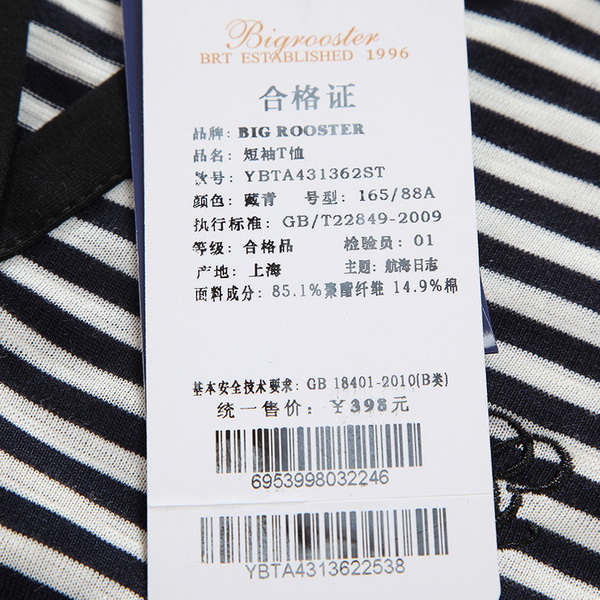 Bigrooster
BRT ESTABLISHED 1996
合格证
品牌: BIG ROOSTER
品名: 短袖T恤
款号: YBTA431362ST
颜色: 藏青 号型: 165/88A
执行标准: GB/T22849-2009
等级: 合格品 检验员: 01
产地: 上海 主题: 航海日志
面料成分: 85.1%聚酯纤维 14.9%棉
基本安全技术要求: GB 18401-2010(B类)
统一售价: ¥398元
6953998032246
YBTA4313622538